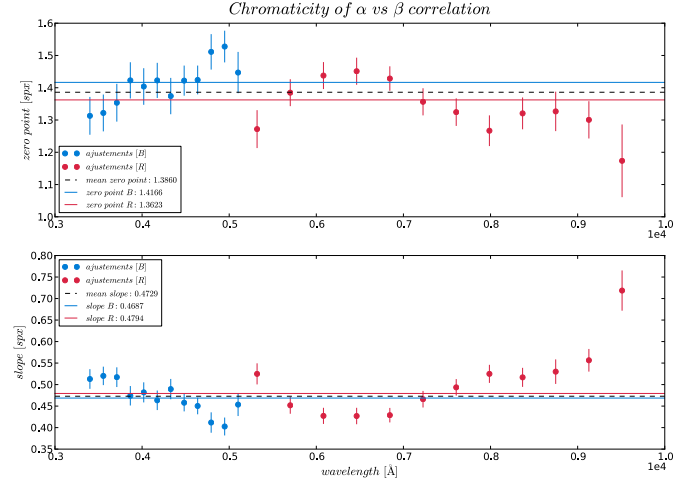 Chromaticity of α vs β correlation
1.6
1.5
1.4
1.3
1.2
1.1
1.0
zero point [spx]
ajustements [B]
ajustements [R]
mean zero point : 1.3860
zero point B : 1.4166
zero point R : 1.3623
0.3 0.4 0.5 0.6 0.7 0.8 0.9 1.0
1e4
0.80
0.75
0.70
0.65
0.60
0.55
0.50
0.45
0.40
0.35
slope [spx]
ajustements [B]
ajustements [R]
mean slope : 0.4729
slope B : 0.4687
slope R : 0.4794
0.3 0.4 0.5 0.6 0.7 0.8 0.9 1.0
1e4
wavelength [Å]